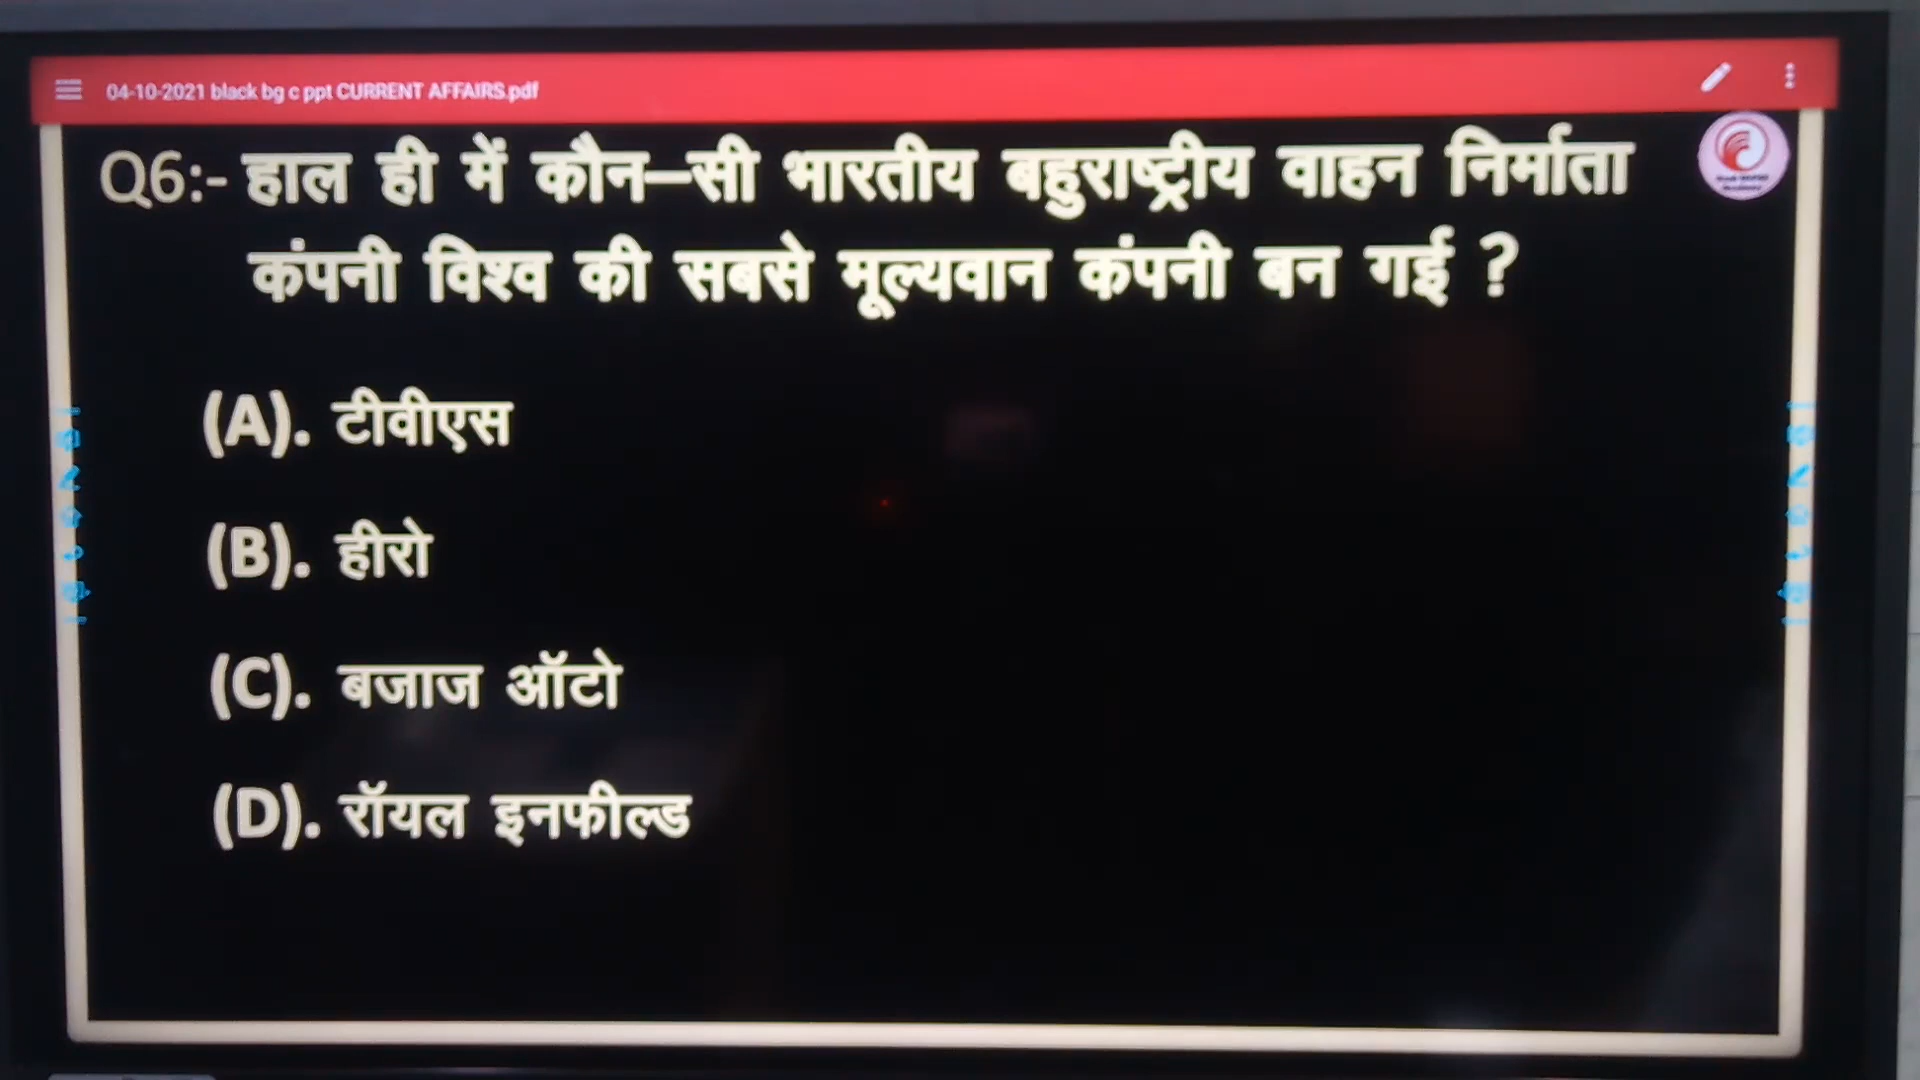 04-10-2021 black bg c ppt CURRENT AFFAIRS.pdf
Q6:- हाल ही में कौन–सी भारतीय बहुराष्ट्रीय वाहन निर्माता
कंपनी विश्व की सबसे मूल्यवान कंपनी बन गई ?
(A). टीवीएस
(B). हीरो
(C). बजाज ऑटो
(D). रॉयल इनफील्ड